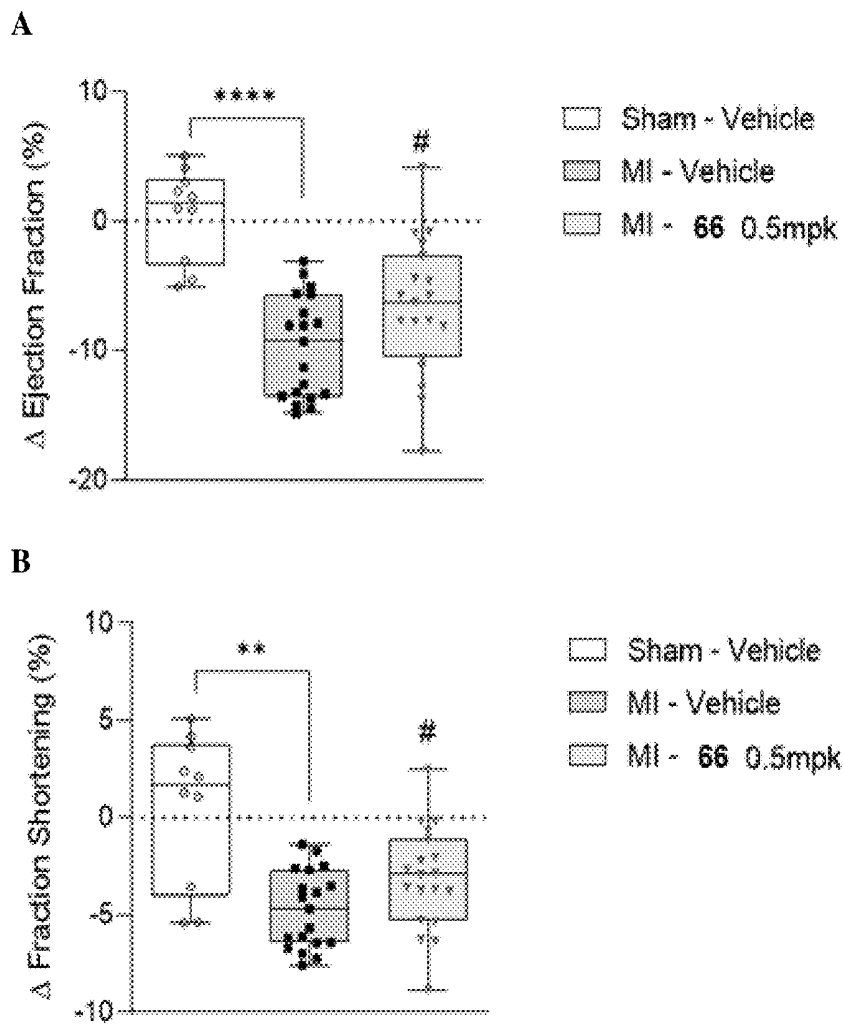 A
Δ Ejection Fraction (%)
10
0
-10
-20
****
#
Sham - Vehicle
MI - Vehicle
MI - 66 0.5mpk
B
Δ Fraction Shortening (%)
10
5
0
-5
-10
**
#
Sham - Vehicle
MI - Vehicle
MI - 66 0.5mpk